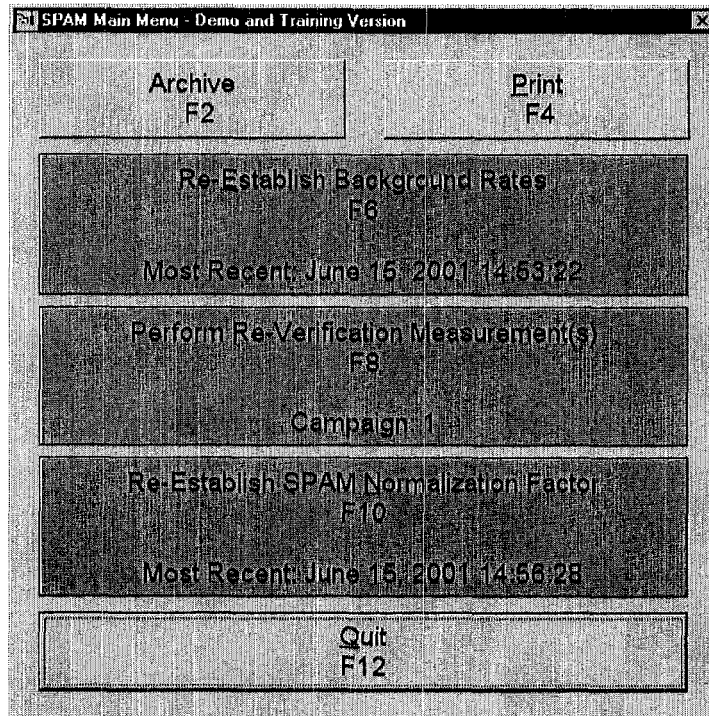 SPAM Main Menu - Demo and Training Version
Archive
F2
Print
F4
Re-Establish Background Rates
F6
Most Recent: June 15, 2001 14:53:22
Perform Re-Verification Measurement(s)
F8
Campaign: 1
Re-Establish SPAM Normalization Factor
F10
Most Recent: June 15, 2001 14:56:28
Quit
F12